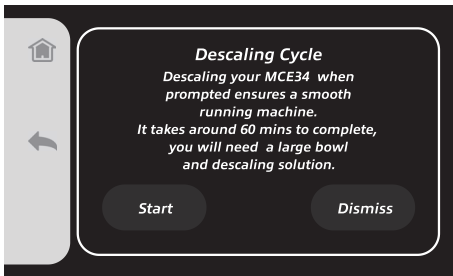 Descaling Cycle
Descaling your MCE34 when
prompted ensures a smooth
running machine.
It takes around 60 mins to complete,
you will need a large bowl
and descaling solution.
Start
Dismiss